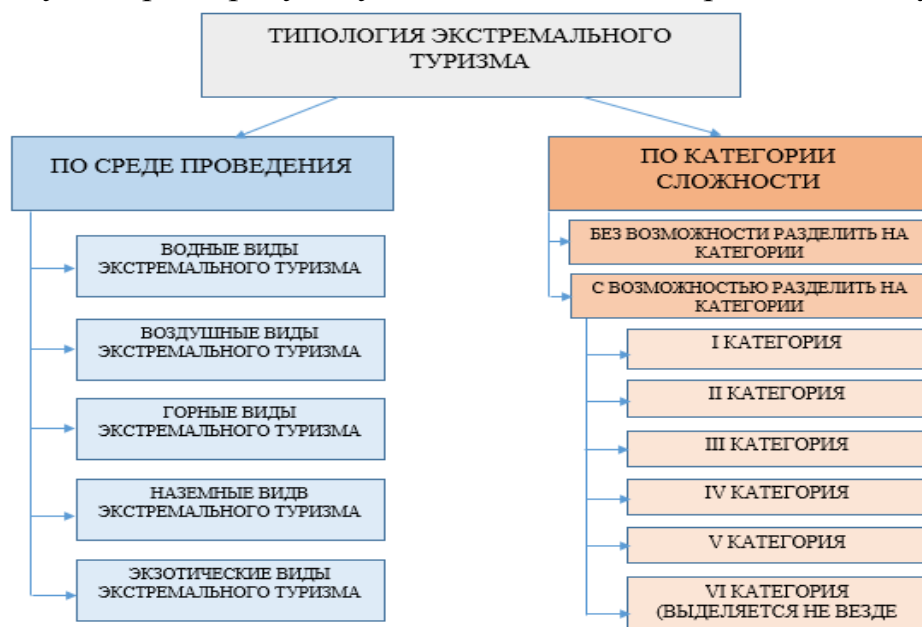 ТИПОЛОГИЯ ЭКСТРЕМАЛЬНОГО
ТУРИЗМА
ПО СРЕДЕ ПРОВЕДЕНИЯ
ВОДНЫЕ ВИДЫ
ЭКСТРЕМАЛЬНОГО ТУРИЗМА
ВОЗДУШНЫЕ ВИДЫ
ЭКСТРЕМАЛЬНОГО ТУРИЗМА
ГОРНЫЕ ВИДЫ
ЭКСТРЕМАЛЬНОГО ТУРИЗМА
НАЗЕМНЫЕ ВИДВ
ЭКСТРЕМАЛЬНОГО ТУРИЗМА
ЭКЗОТИЧЕСКИЕ ВИДЫ
ЭКСТРЕМАЛЬНОГО ТУРИЗМА
ПО КАТЕГОРИИ
СЛОЖНОСТИ
БЕЗ ВОЗМОЖНОСТИ РАЗДЕЛИТЬ НА
КАТЕГОРИИ
С ВОЗМОЖНОСТЬЮ РАЗДЕЛИТЬ НА
КАТЕГОРИИ
I КАТЕГОРИЯ
II КАТЕГОРИЯ
III КАТЕГОРИЯ
IV КАТЕГОРИЯ
V КАТЕГОРИЯ
VI КАТЕГОРИЯ
(ВЫДЕЛЯЕТСЯ НЕ ВЕЗДЕ